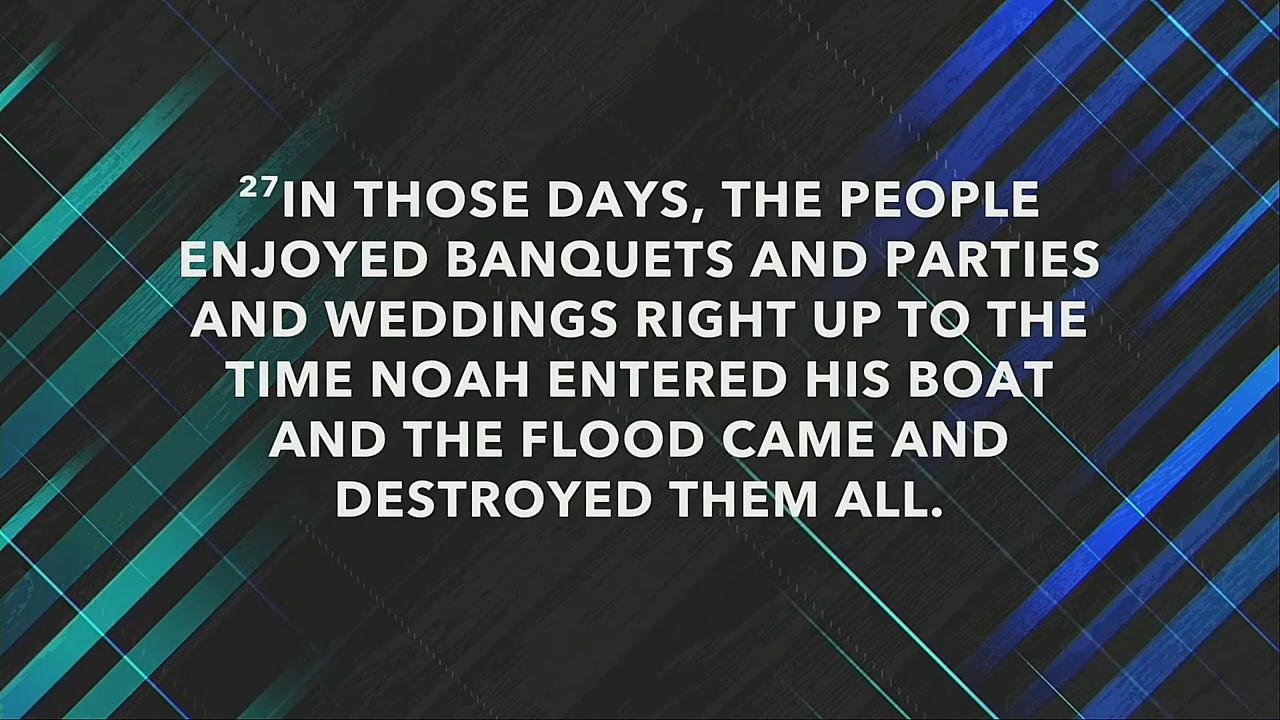 ²⁷IN THOSE DAYS, THE PEOPLE
ENJOYED BANQUETS AND PARTIES
AND WEDDINGS RIGHT UP TO THE
TIME NOAH ENTERED HIS BOAT
AND THE FLOOD CAME AND
DESTROYED THEM ALL.